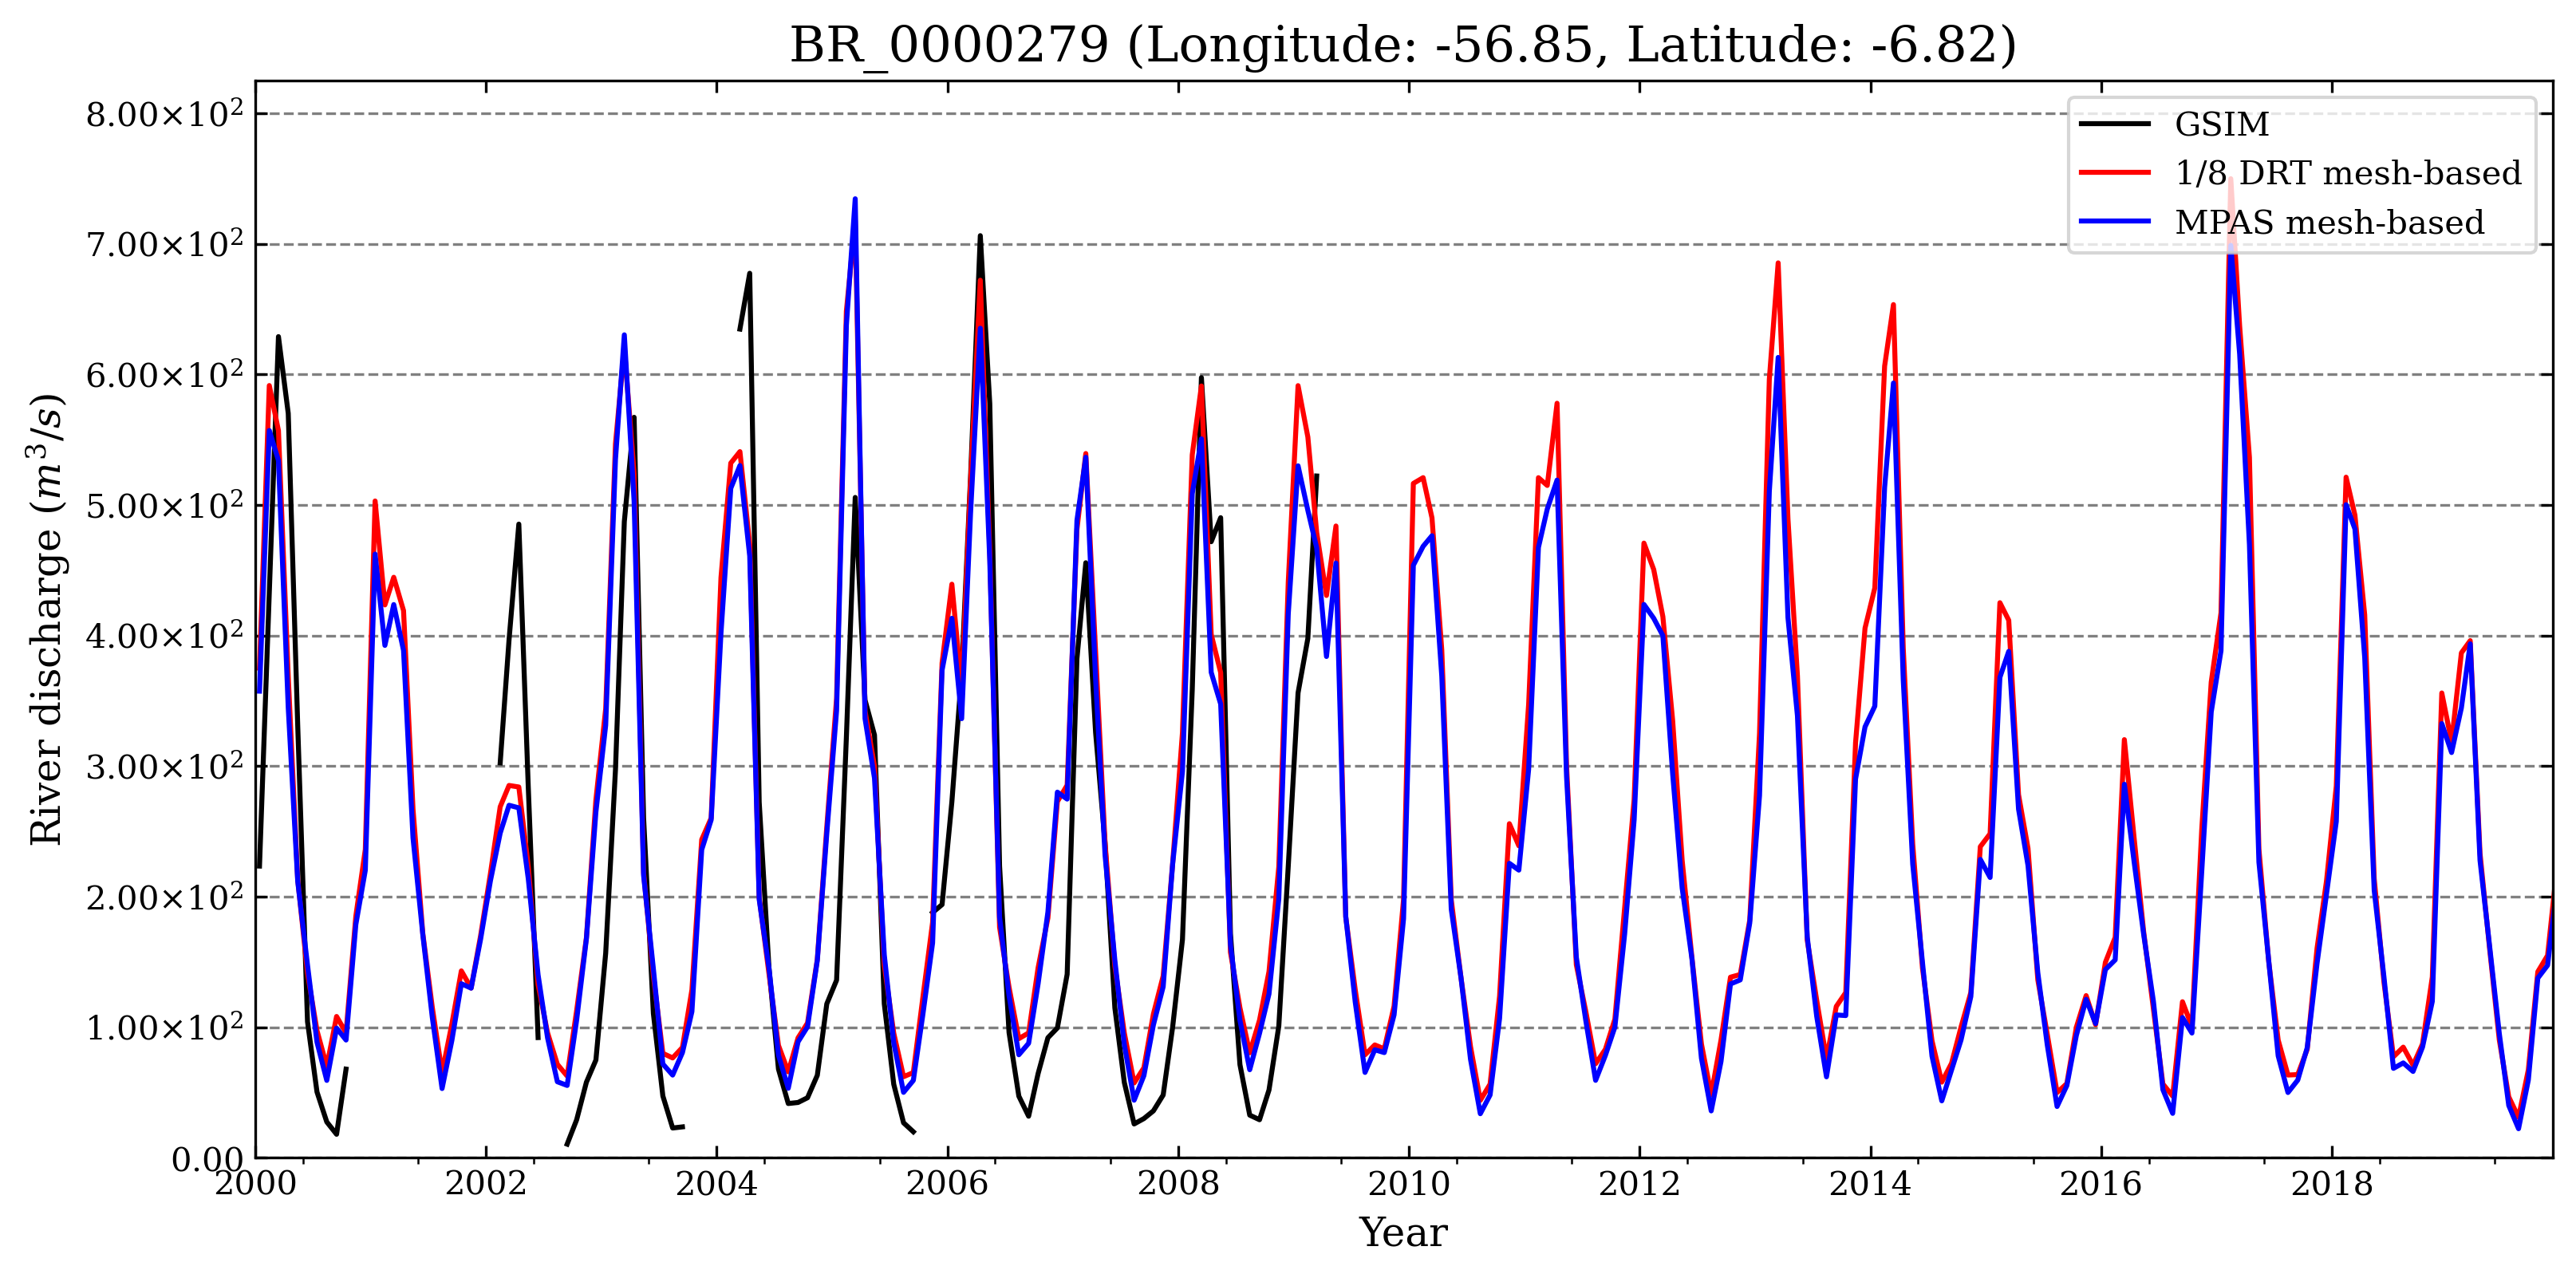 BR_0000279 (Longitude: -56.85, Latitude: -6.82)
River discharge (m³/s)
8.00×10²
7.00×10²
6.00×10²
5.00×10²
4.00×10²
3.00×10²
2.00×10²
1.00×10²
0.00
GSIM
1/8 DRT mesh-based
MPAS mesh-based
2000 2002 2004 2006 2008 2010 2012 2014 2016 2018
Year